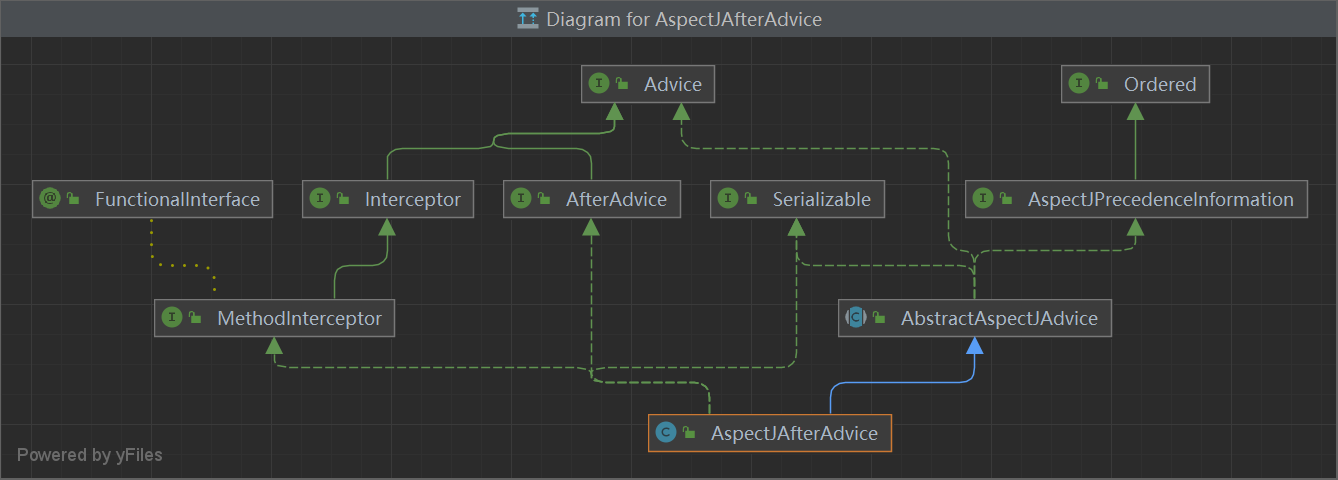 Diagram for AspectJAfterAdvice
Advice
Ordered
FunctionalInterface
Interceptor
AfterAdvice
Serializable
AspectJPrecedenceInformation
MethodInterceptor
AbstractAspectJAdvice
AspectJAfterAdvice
Powered by yFiles